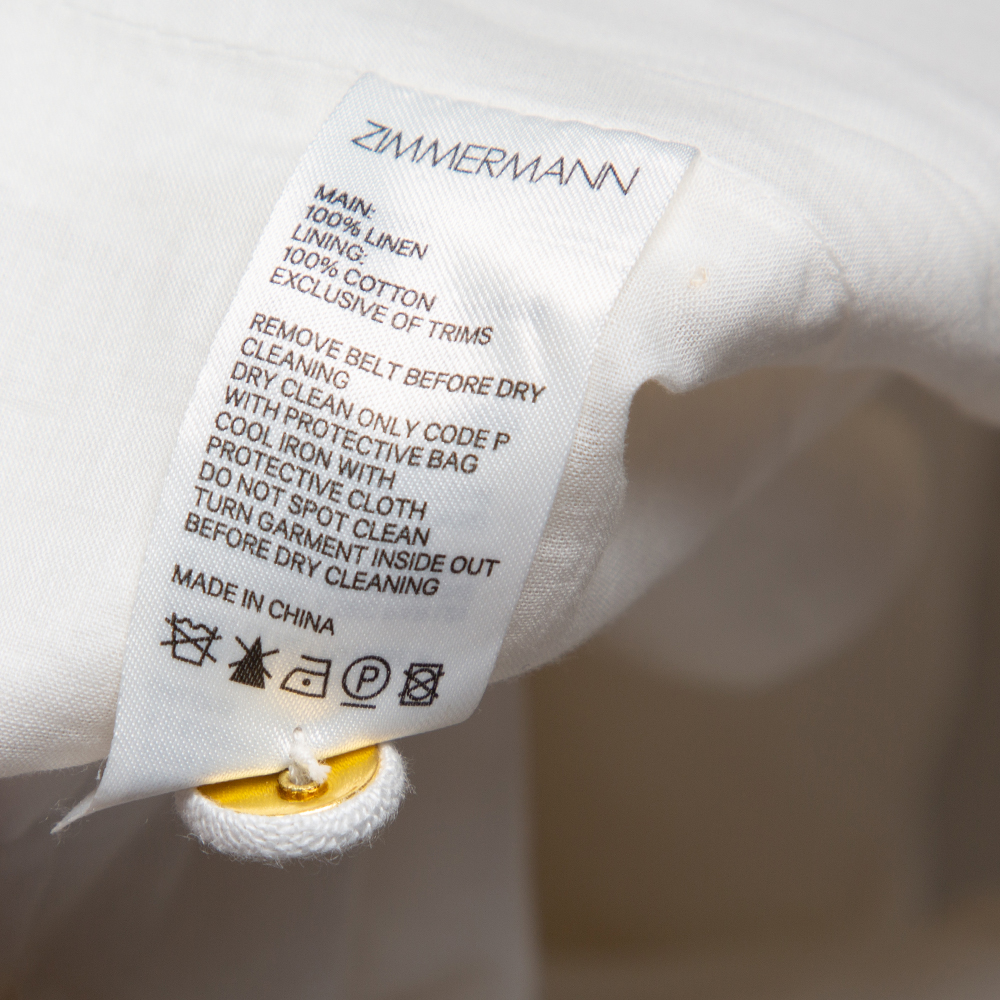 ZIMMERMANN
MAIN:
100% LINEN
LINING:
100% COTTON
EXCLUSIVE OF TRIMS
REMOVE BELT BEFORE DRY
CLEANING
DRY CLEAN ONLY CODE P
WITH PROTECTIVE BAG
COOL IRON WITH
PROTECTIVE CLOTH
DO NOT SPOT CLEAN
TURN GARMENT INSIDE OUT
BEFORE DRY CLEANING
MADE IN CHINA
P